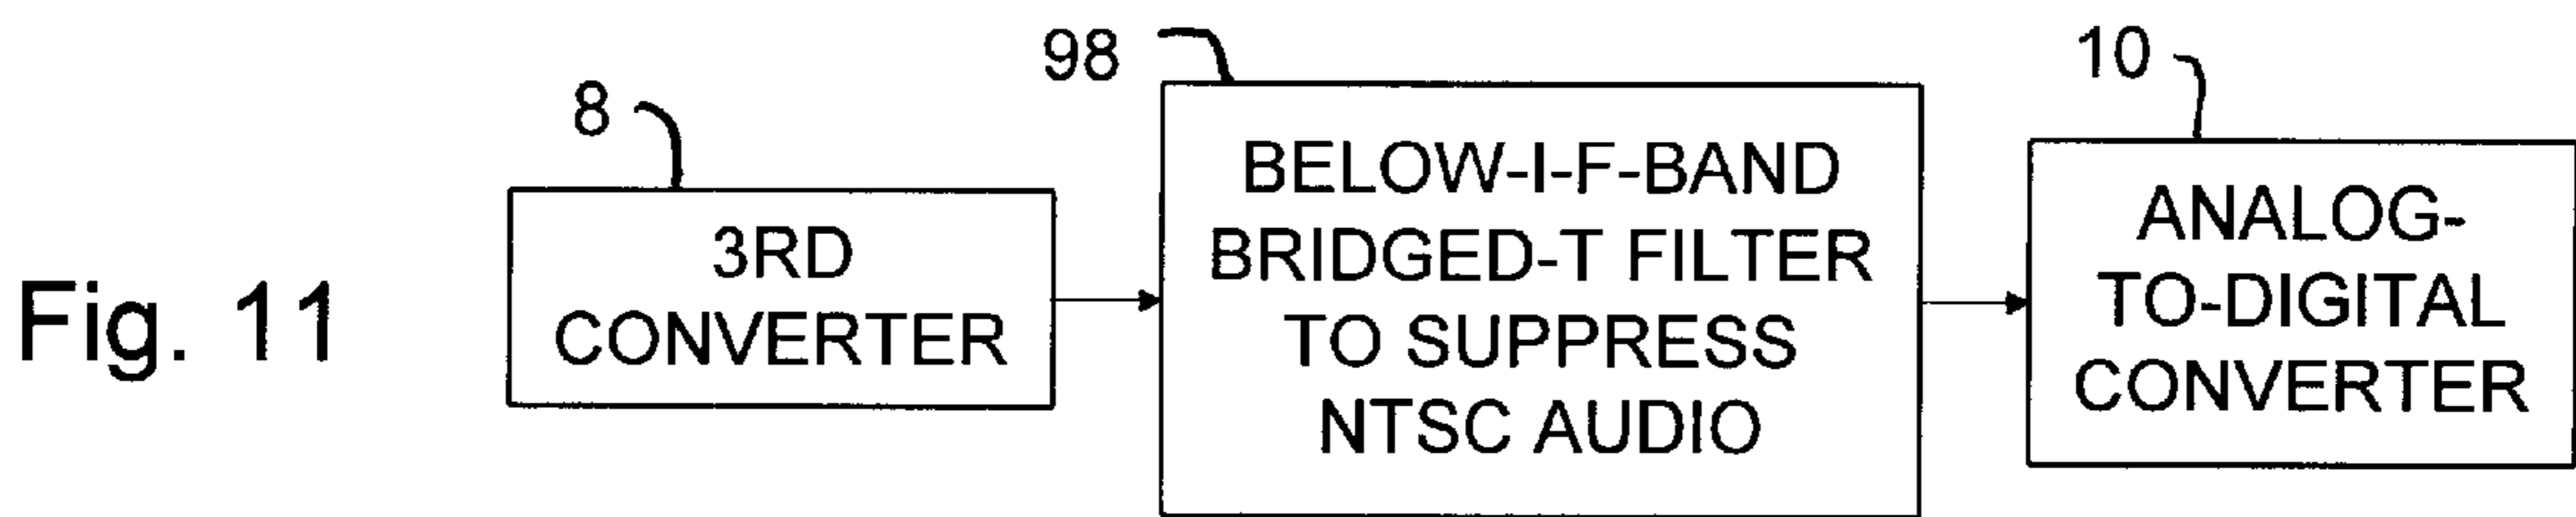 Fig. 11
8
3RD
CONVERTER
98
BELOW-I-F-BAND
BRIDGED-T FILTER
TO SUPPRESS
NTSC AUDIO
10
ANALOG-
TO-DIGITAL
CONVERTER